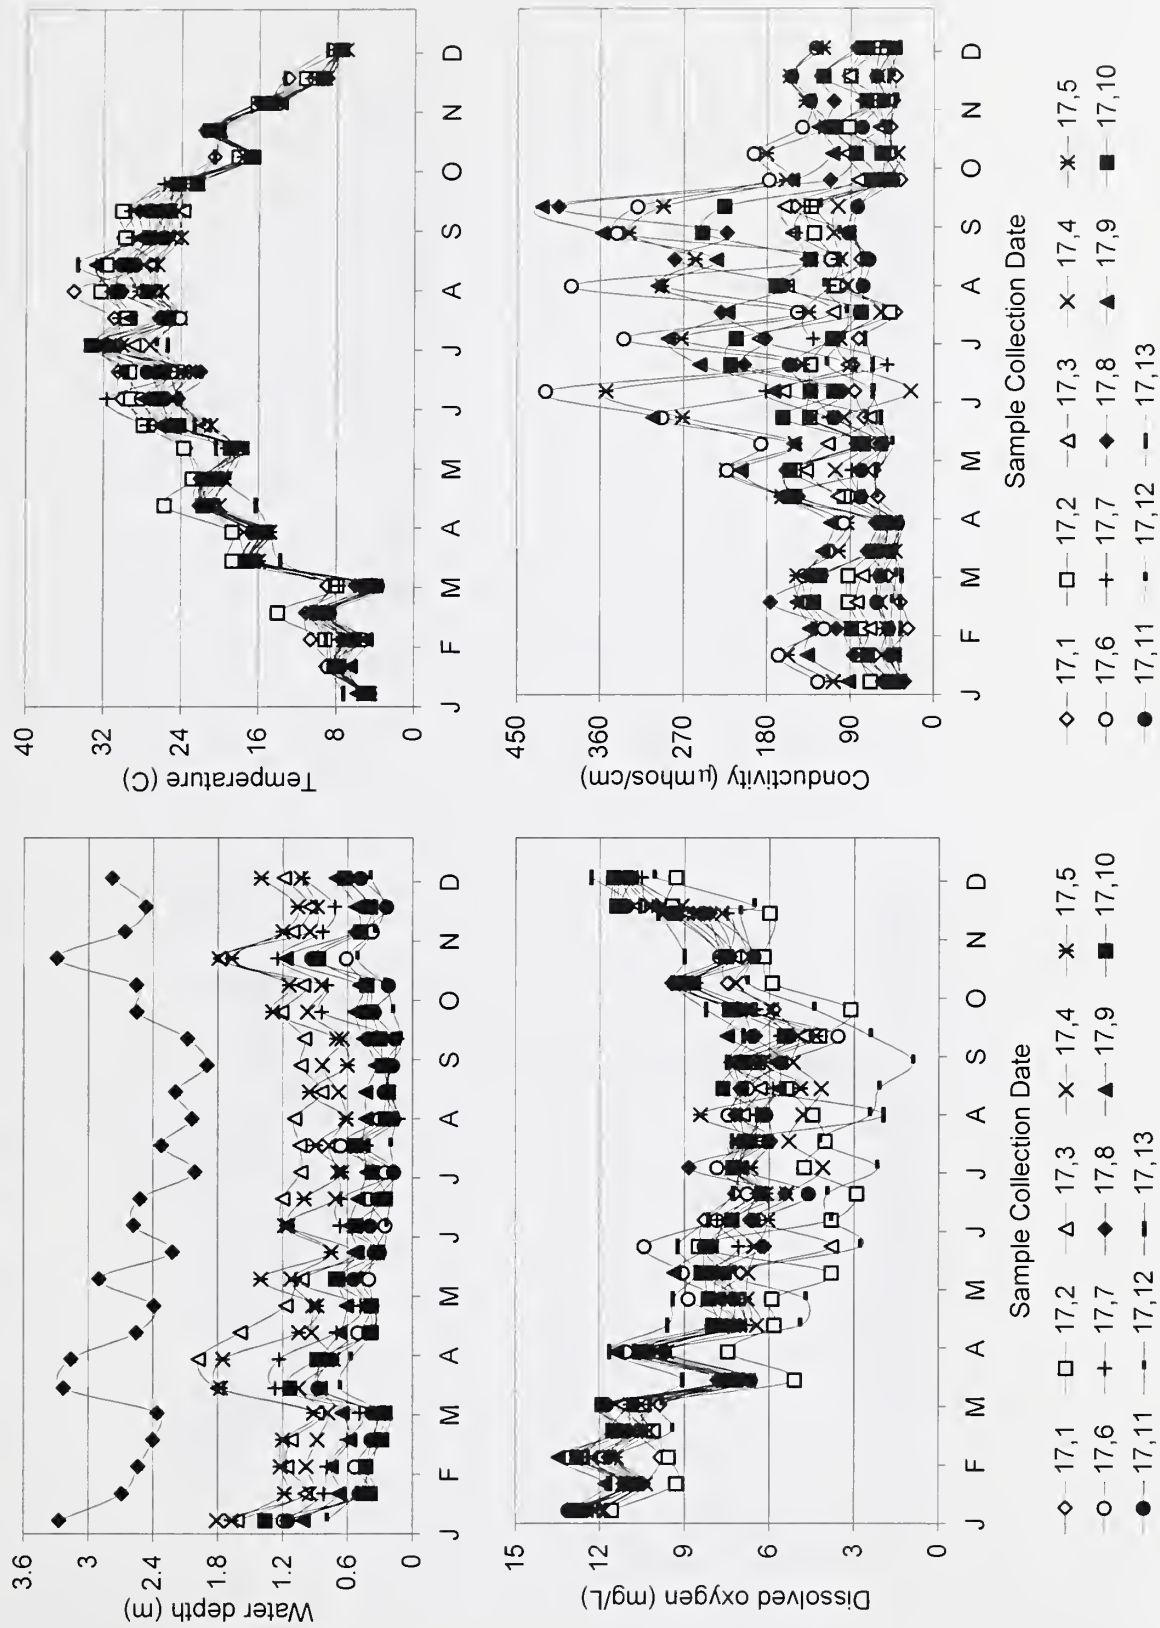 Water depth (m)
3.6
3
2.4
1.8
1.2
0.6
0
J F M A M J J A S O N D
Temperature (C)
40
32
24
16
8
0
J F M A M J J A S O N D
Dissolved oxygen (mg/L)
15
12
9
6
3
0
J F M A M J J A S O N D
Sample Collection Date
17,1 17,2 17,3 17,4 17,5
17,6 17,7 17,8 17,9 17,10
17,11 17,12 17,13
Conductivity (μmhos/cm)
450
360
270
180
90
0
J F M A M J J A S O N D
Sample Collection Date
17,1 17,2 17,3 17,4 17,5
17,6 17,7 17,8 17,9 17,10
17,11 17,12 17,13